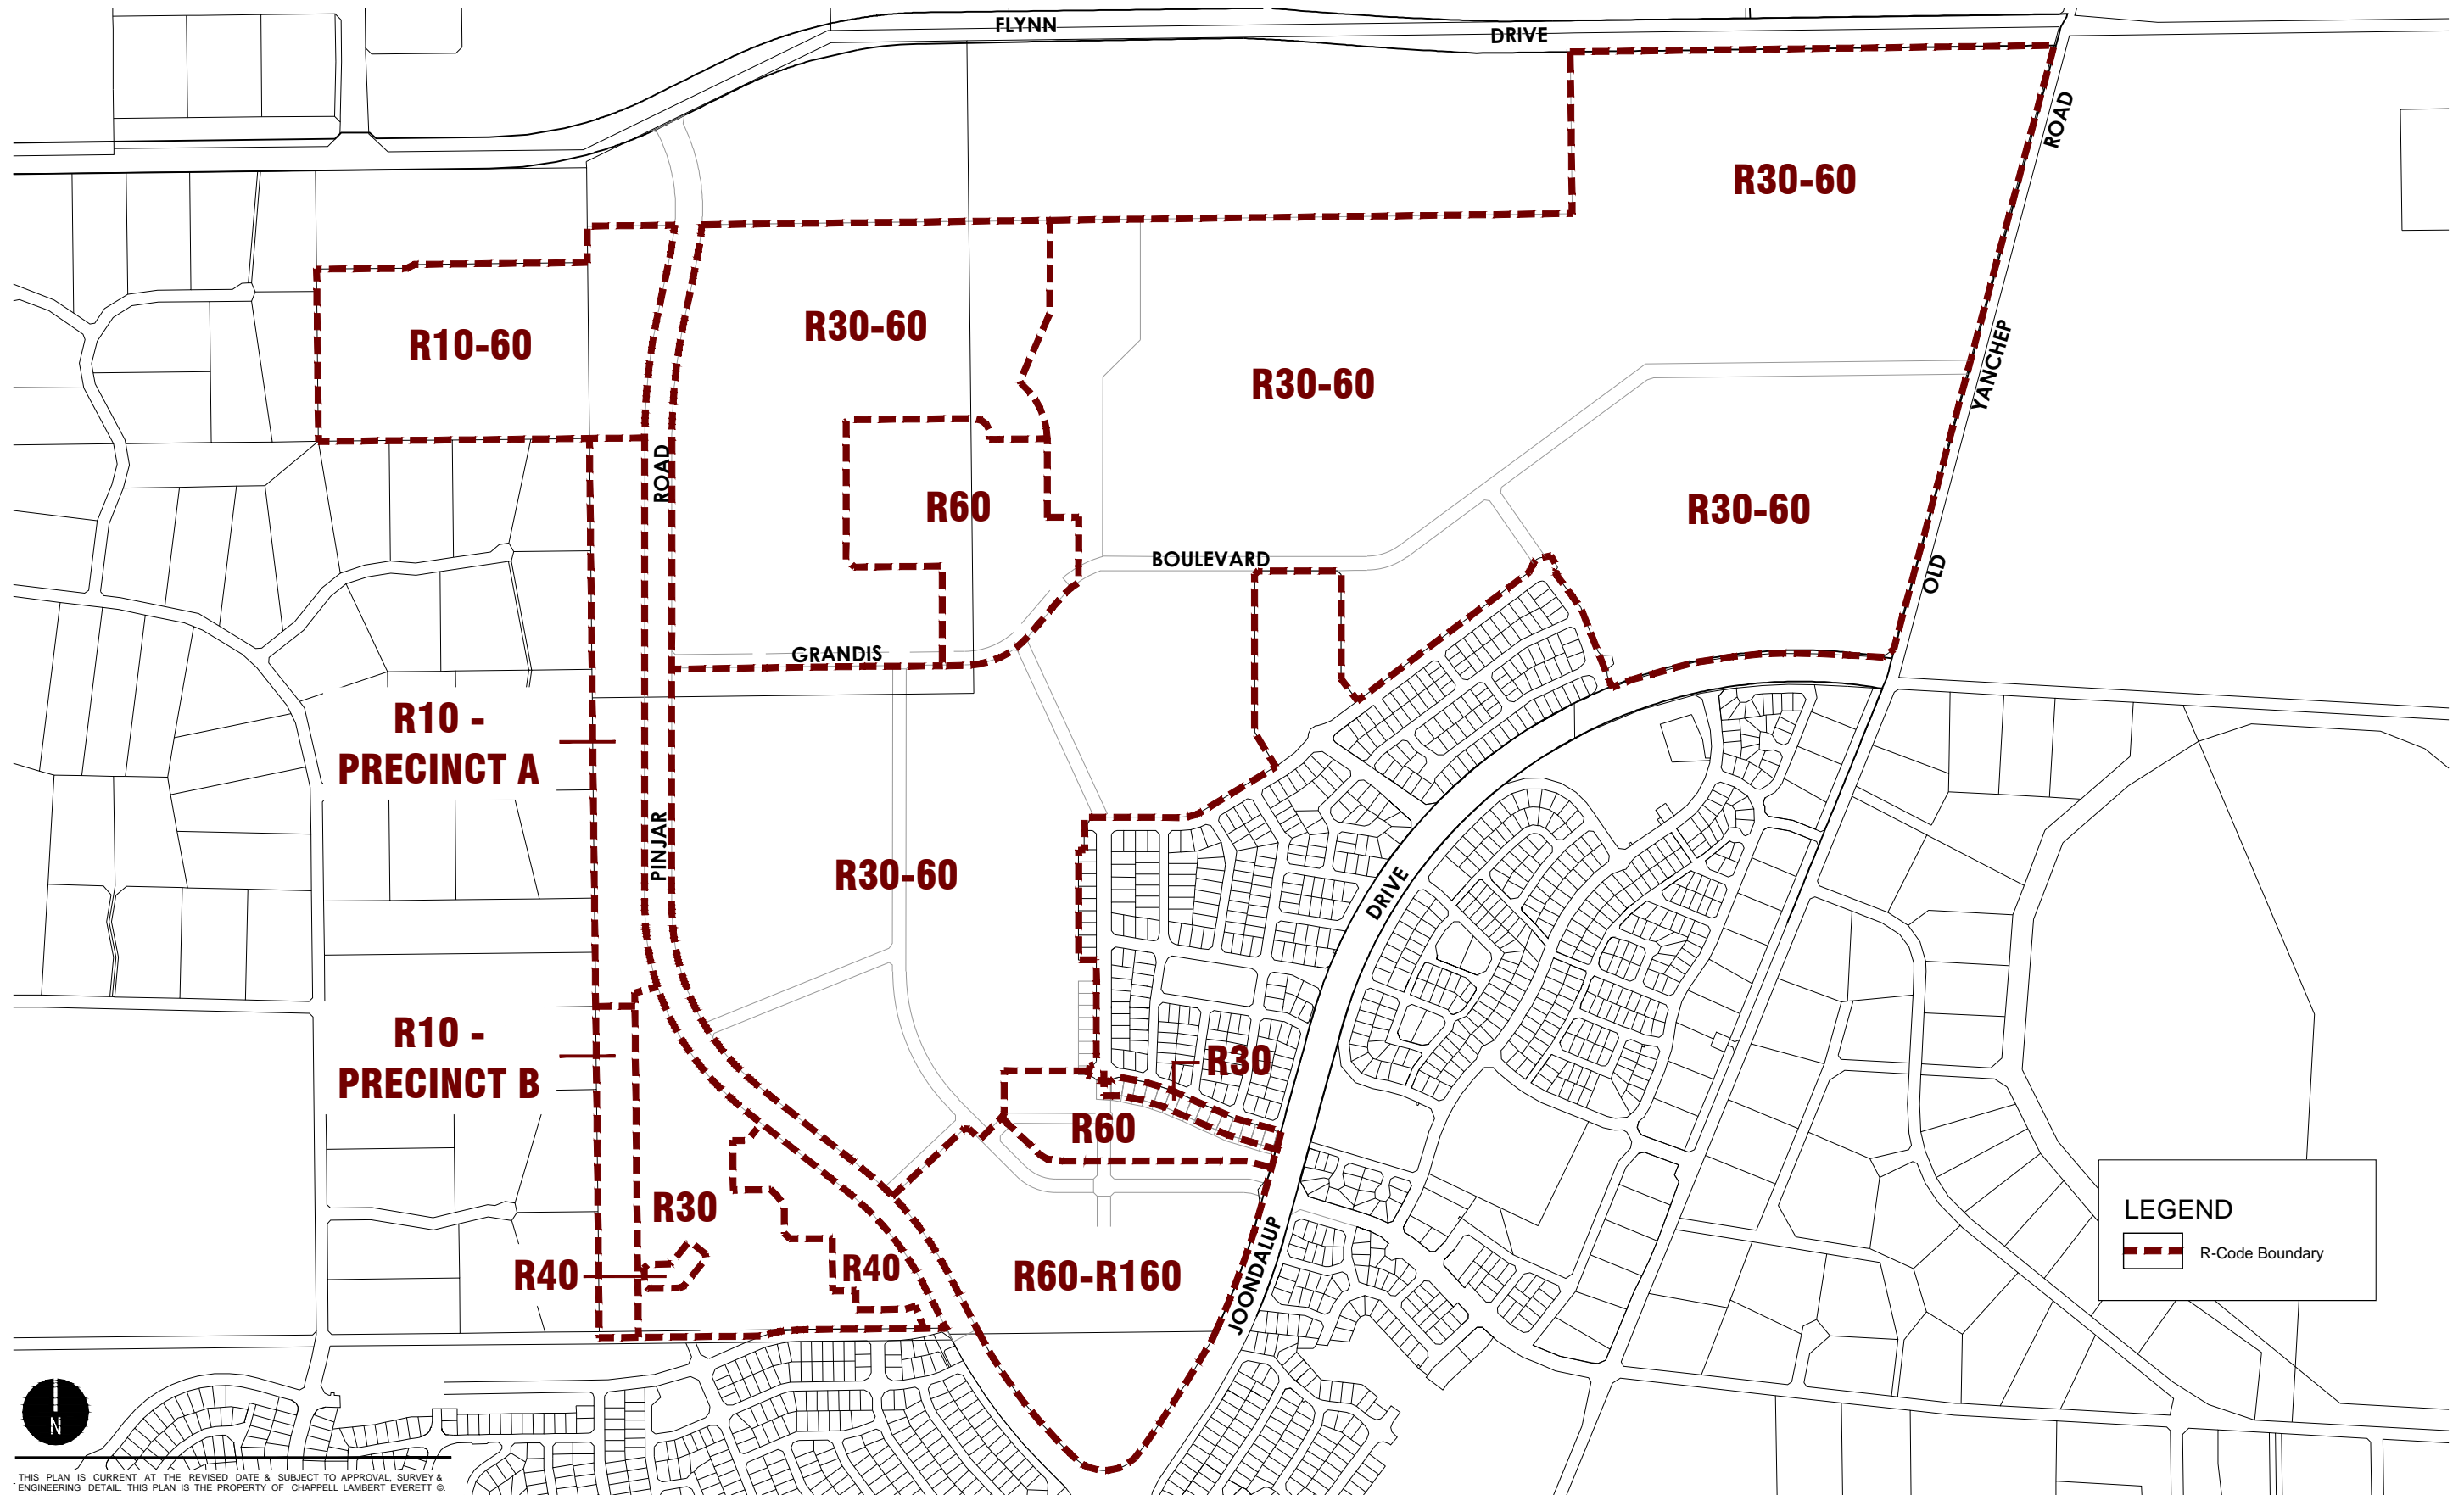 FLYNN
DRIVE
ROAD
R30-60
R30-60
R10-60
YANCHEP
R30-60
ROAD
R60
R30-60
BOULEVARD
OLD
GRANDIS
R10 -
PRECINCT A
PINJAR
R30-60
DRIVE
R10 -
PRECINCT B
R30
R60
R30
R40
R40
R60-R160
JOONDALUP
LEGEND
R-Code Boundary
N
THIS PLAN IS CURRENT AT THE REVISED DATE & SUBJECT TO APPROVAL, SURVEY &
ENGINEERING DETAIL. THIS PLAN IS THE PROPERTY OF CHAPPELL LAMBERT EVERETT ©.